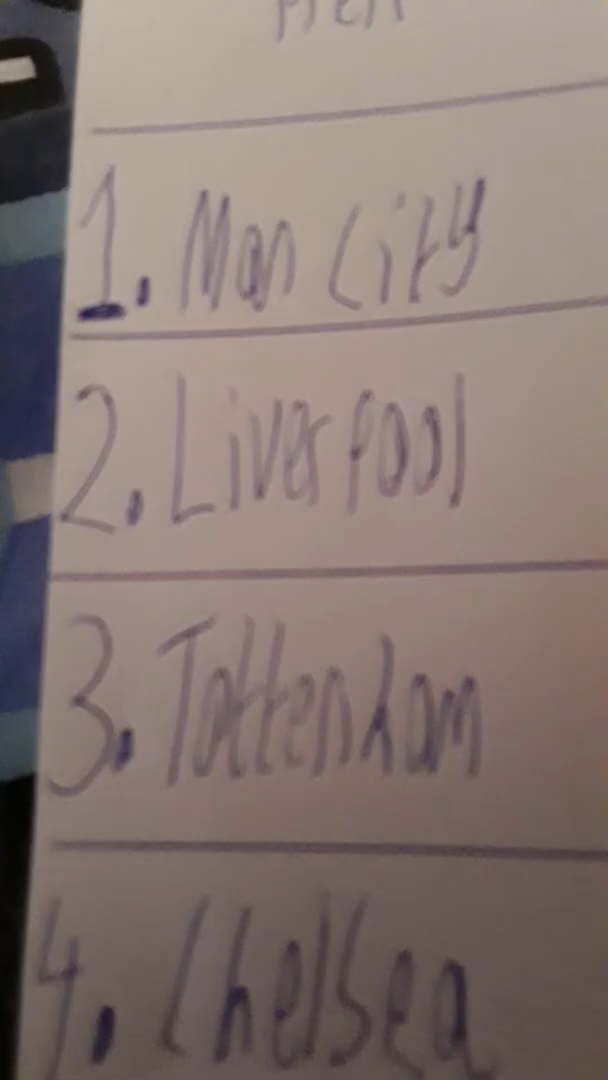 1. Man City
2. Liverpool
3. Tottenham
4. Chelsea